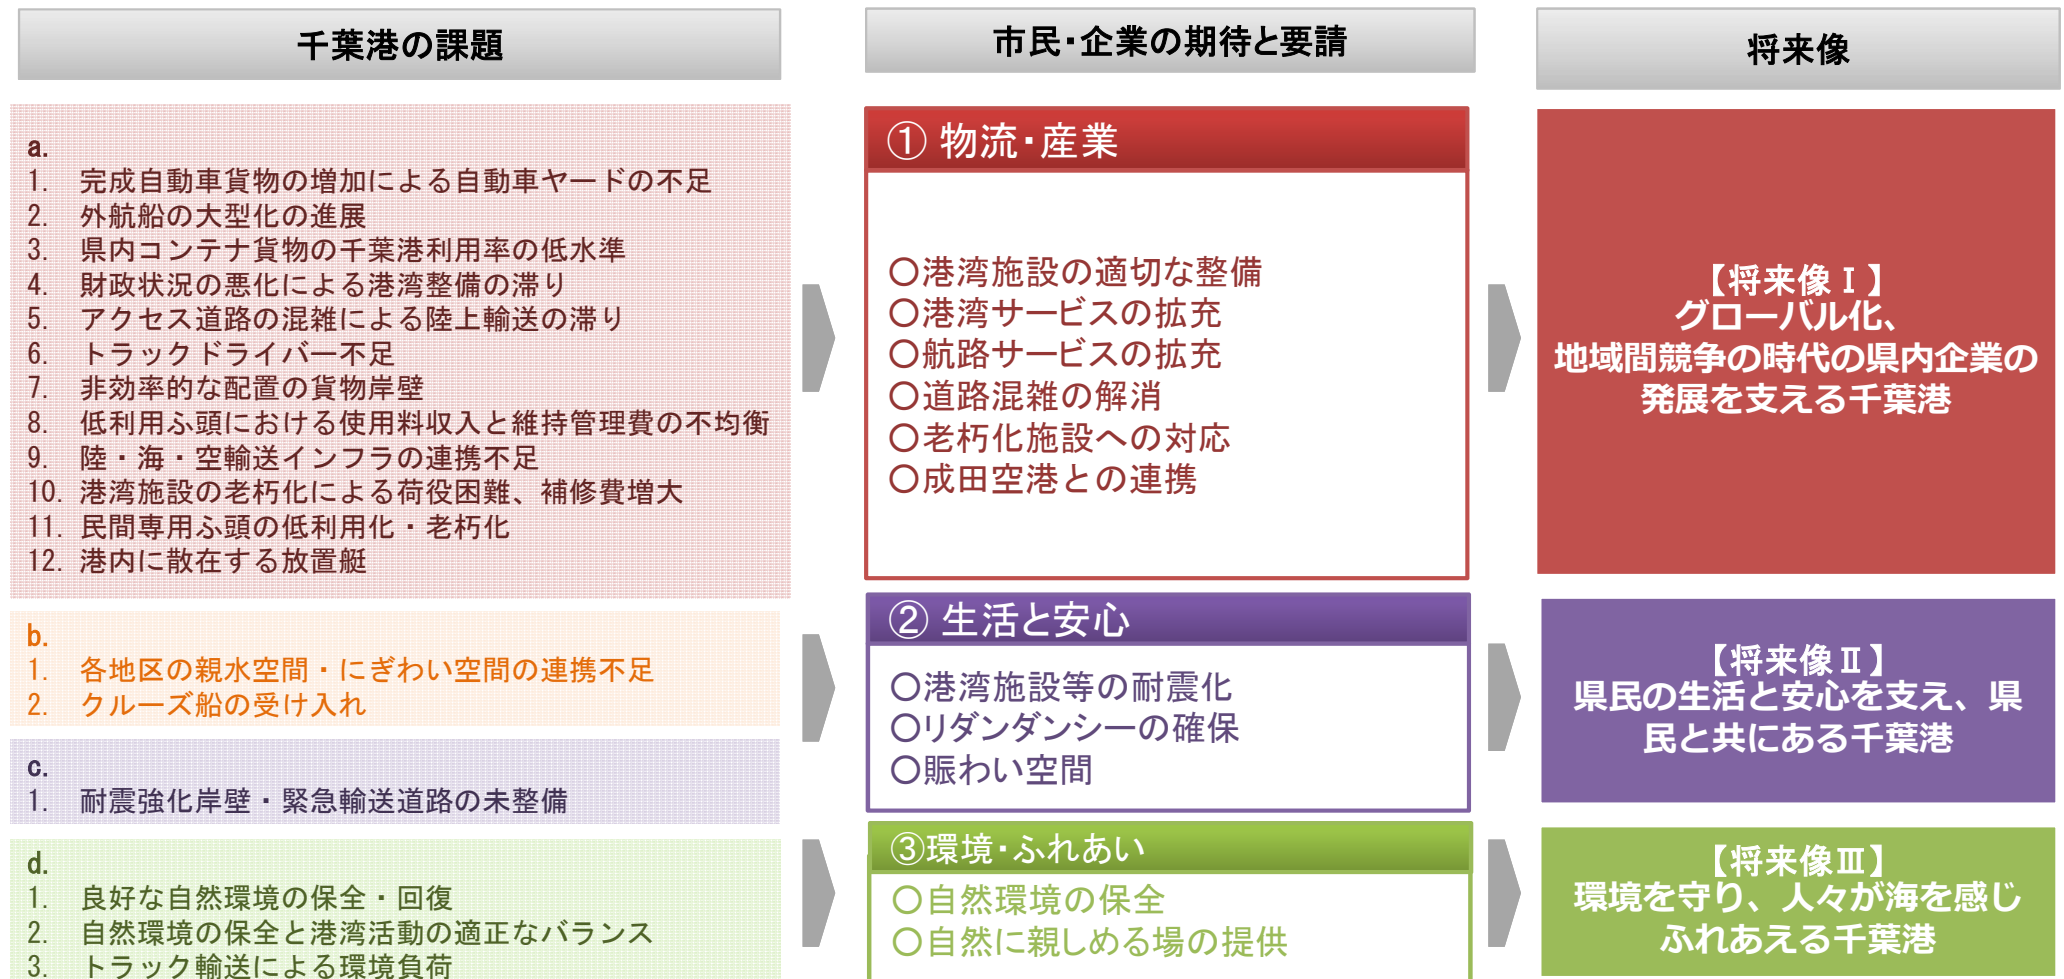 千葉港の課題
a.
1. 完成自動車貨物の増加による自動車ヤードの不足
2. 外航船の大型化の進展
3. 県内コンテナ貨物の千葉港利用率の低水準
4. 財政状況の悪化による港湾整備の滞り
5. アクセス道路の混雑による陸上輸送の滞り
6. トラックドライバー不足
7. 非効率的な配置の貨物岸壁
8. 低利用ふ頭における使用料収入と維持管理費の不均衡
9. 陸・海・空輸送インフラの連携不足
10. 港湾施設の老朽化による荷役困難、補修費増大
11. 民間専用ふ頭の低利用化・老朽化
12. 港内に散在する放置艇
b.
1. 各地区の親水空間・にぎわい空間の連携不足
2. クルーズ船の受け入れ
c.
1. 耐震強化岸壁・緊急輸送道路の未整備
d.
1. 良好な自然環境の保全・回復
2. 自然環境の保全と港湾活動の適正なバランス
3. トラック輸送による環境負荷
市民・企業の期待と要請
① 物流・産業
〇港湾施設の適切な整備
〇港湾サービスの拡充
〇航路サービスの拡充
〇道路混雑の解消
〇老朽化施設への対応
〇成田空港との連携
② 生活と安心
〇港湾施設等の耐震化
〇リダンダンシーの確保
〇賑わい空間
③環境・ふれあい
〇自然環境の保全
〇自然に親しめる場の提供
将来像
【将来像Ⅰ】
グローバル化、
地域間競争の時代の県内企業の
発展を支える千葉港
【将来像Ⅱ】
県民の生活と安心を支え、県
民と共にある千葉港
【将来像Ⅲ】
環境を守り、人々が海を感じ
ふれあえる千葉港